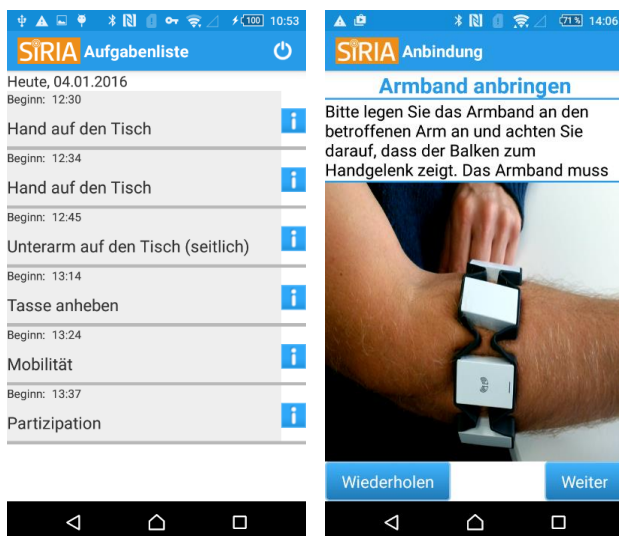 100 10:53
SiRIA Aufgabenliste
Heute, 04.01.2016
Beginn: 12:30
Hand auf den Tisch
Beginn: 12:34
Hand auf den Tisch
Beginn: 12:45
Unterarm auf den Tisch (seitlich)
Beginn: 13:14
Tasse anheben
Beginn: 13:24
Mobilität
Beginn: 13:37
Partizipation
71% 14:06
SiRIA Anbindung
Armband anbringen
Bitte legen Sie das Armband an den
betroffenen Arm an und achten Sie
darauf, dass der Balken zum
Handgelenk zeigt. Das Armband muss
Wiederholen
Weiter